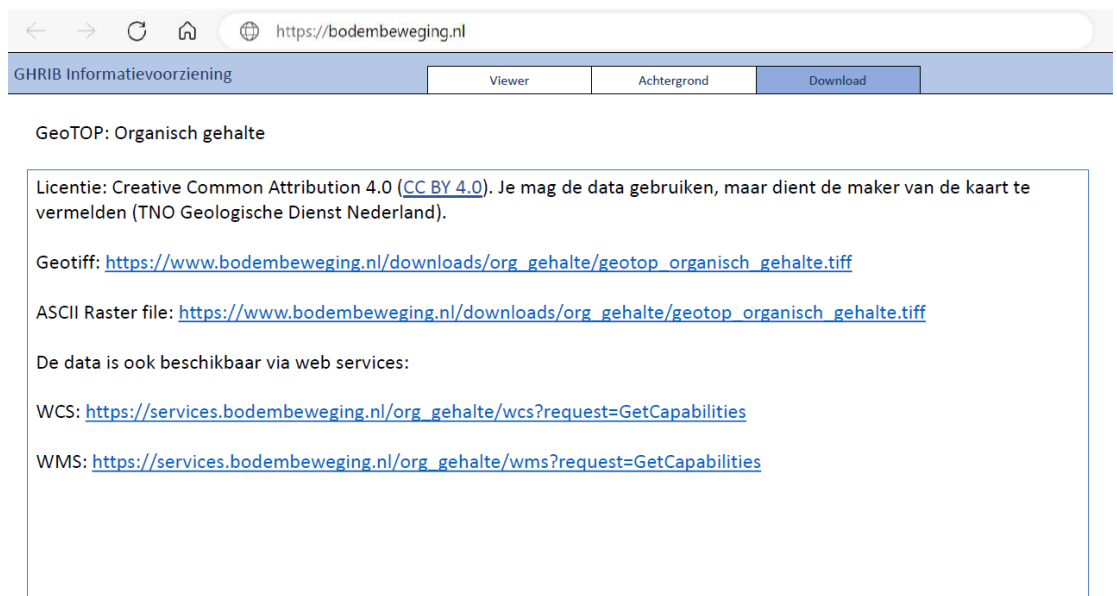 https://bodembeweging.nl
GHRIB Informatievoorziening
Viewer
Achtergrond
Download
GeoTOP: Organisch gehalte
Licentie: Creative Common Attribution 4.0 (CC BY 4.0). Je mag de data gebruiken, maar dient de maker van de kaart te
vermelden (TNO Geologische Dienst Nederland).
Geotiff: https://www.bodembeweging.nl/downloads/org_gehalte/geotop_organisch_gehalte.tiff
ASCII Raster file: https://www.bodembeweging.nl/downloads/org_gehalte/geotop_organisch_gehalte.tiff
De data is ook beschikbaar via web services:
WCS: https://services.bodembeweging.nl/org_gehalte/wcs?request=GetCapabilities
WMS: https://services.bodembeweging.nl/org_gehalte/wms?request=GetCapabilities